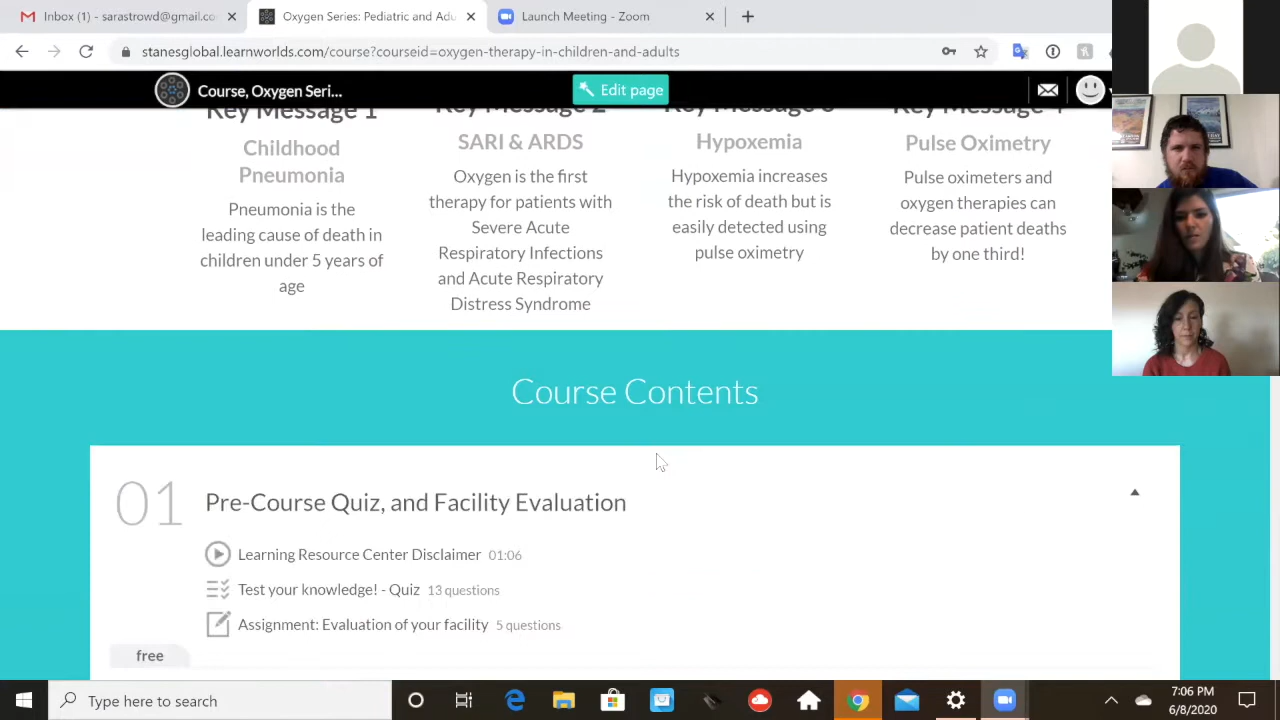 Inbox (1) - sarastrowd@gmail.co
Oxygen Series: Pediatric and Adu
Launch Meeting - Zoom
stanesglobal.learnworlds.com/course?courseid=oxygen-therapy-in-children-and-adults
Course, Oxygen Seri...
Edit page
Key Message 1
Key Message 2
Key Message
Key Message
Childhood
Pneumonia
SARI & ARDS
Hypoxemia
Pulse Oximetry
Pneumonia is the
leading cause of death in
children under 5 years of
age
Oxygen is the first
therapy for patients with
Severe Acute
Respiratory Infections
and Acute Respiratory
Distress Syndrome
Hypoxemia increases
the risk of death but is
easily detected using
pulse oximetry
Pulse oximeters and
oxygen therapies can
decrease patient deaths
by one third!
Course Contents
01
Pre-Course Quiz, and Facility Evaluation
Learning Resource Center Disclaimer 01:06
Test your knowledge! - Quiz 13 questions
Assignment: Evaluation of your facility 5 questions
free
Type here to search
7:06 PM
6/8/2020